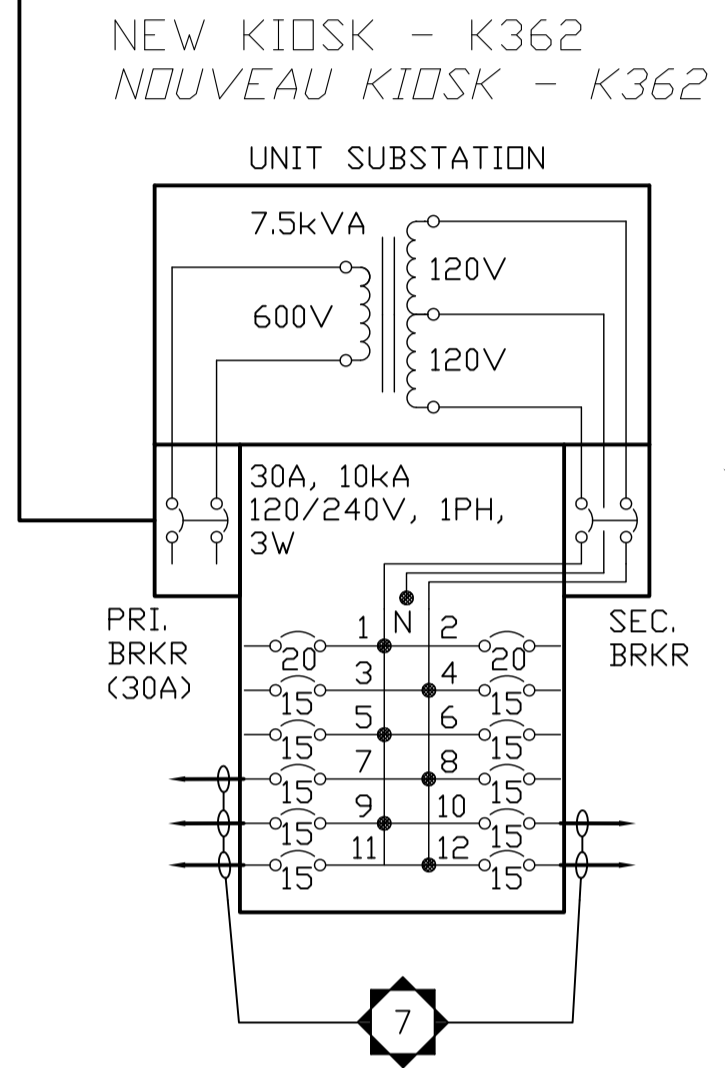 NEW KIOSK - K362
NOUVEAU KIOSK - K362
UNIT SUBSTATION
7.5kVA
120V
600V
120V
30A, 10kA
120/240V, 1PH,
3W
PRI.
BRKR
(30A)
SEC.
BRKR
N
1 2
20 20
3 4
15 15
5 6
15 15
7 8
15 15
9 10
15 15
11 12
15 15
7